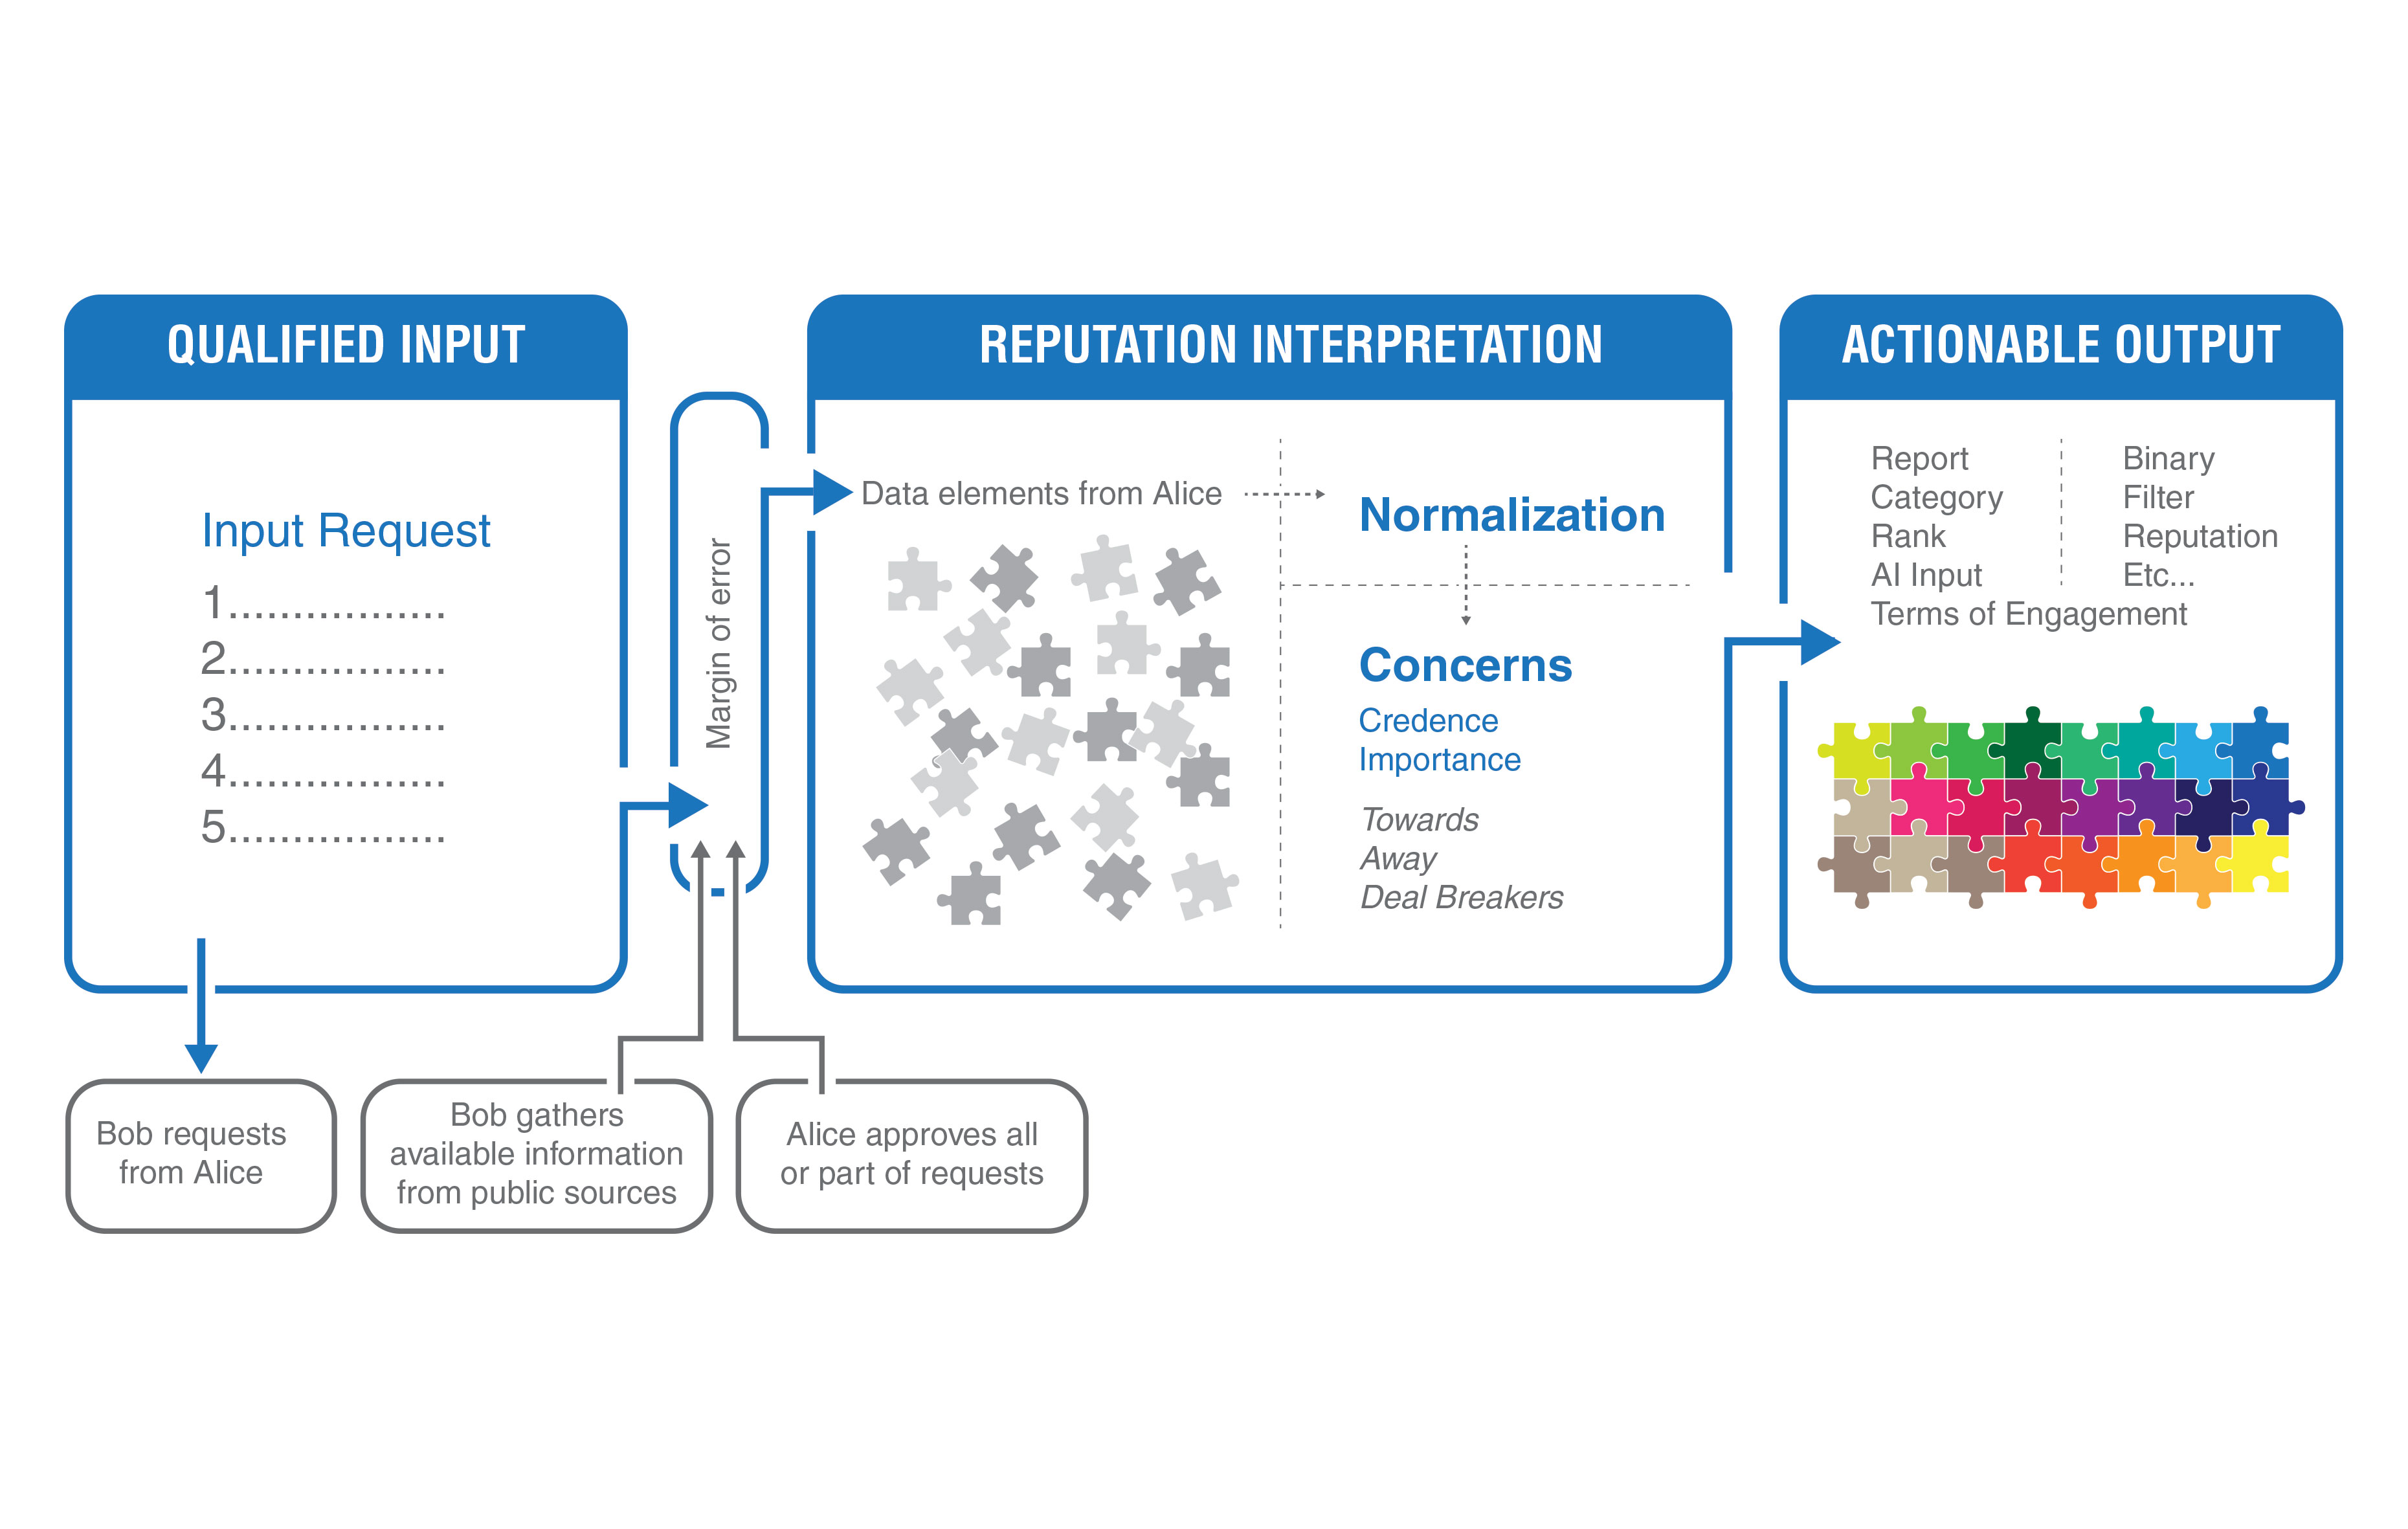 QUALIFIED INPUT
Input Request
1.................
2.................
3.................
4.................
5.................
Bob requests
from Alice
Bob gathers
available information
from public sources
Alice approves all
or part of requests
Margin of error
REPUTATION INTERPRETATION
Data elements from Alice
Normalization
Concerns
Credence
Importance
Towards
Away
Deal Breakers
ACTIONABLE OUTPUT
Report
Category
Rank
AI Input
Terms of Engagement
Binary
Filter
Reputation
Etc...